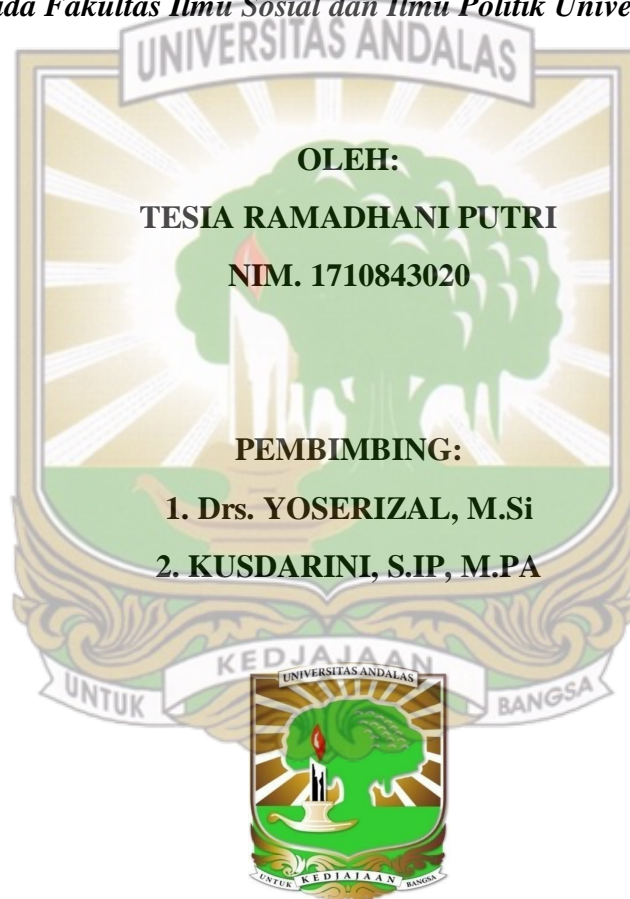 ada Fakultas Ilmu Sosial dan Ilmu Politik Unive
UNIVERSITAS ANDALAS
OLEH:
TESIA RAMADHANI PUTRI
NIM. 1710843020
PEMBIMBING:
1. Drs. YOSERIZAL, M.Si
2. KUSDARINI, S.IP, M.PA
UNTUK KEDJAJAAN BANGSA
UNIVERSITAS ANDALAS
UNTUK KEDJAJAAN BANGSA